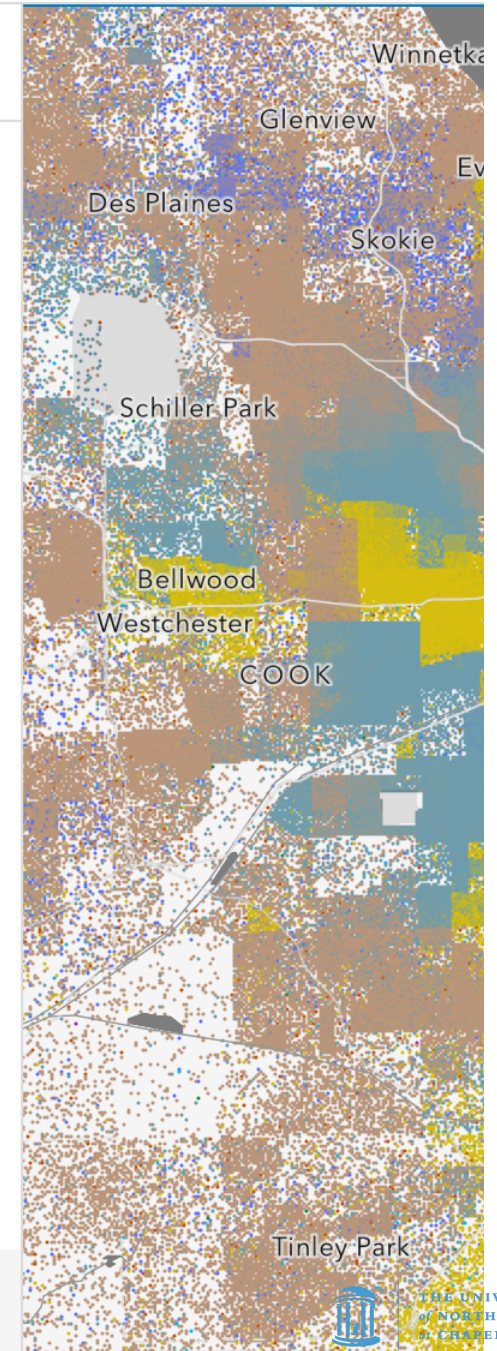 Winnetka
Glenview
Ev
Des Plaines
Skokie
Schiller Park
Bellwood
Westchester
COOK
Tinley Park
THE UNIV
of NORTH
at CHAPE